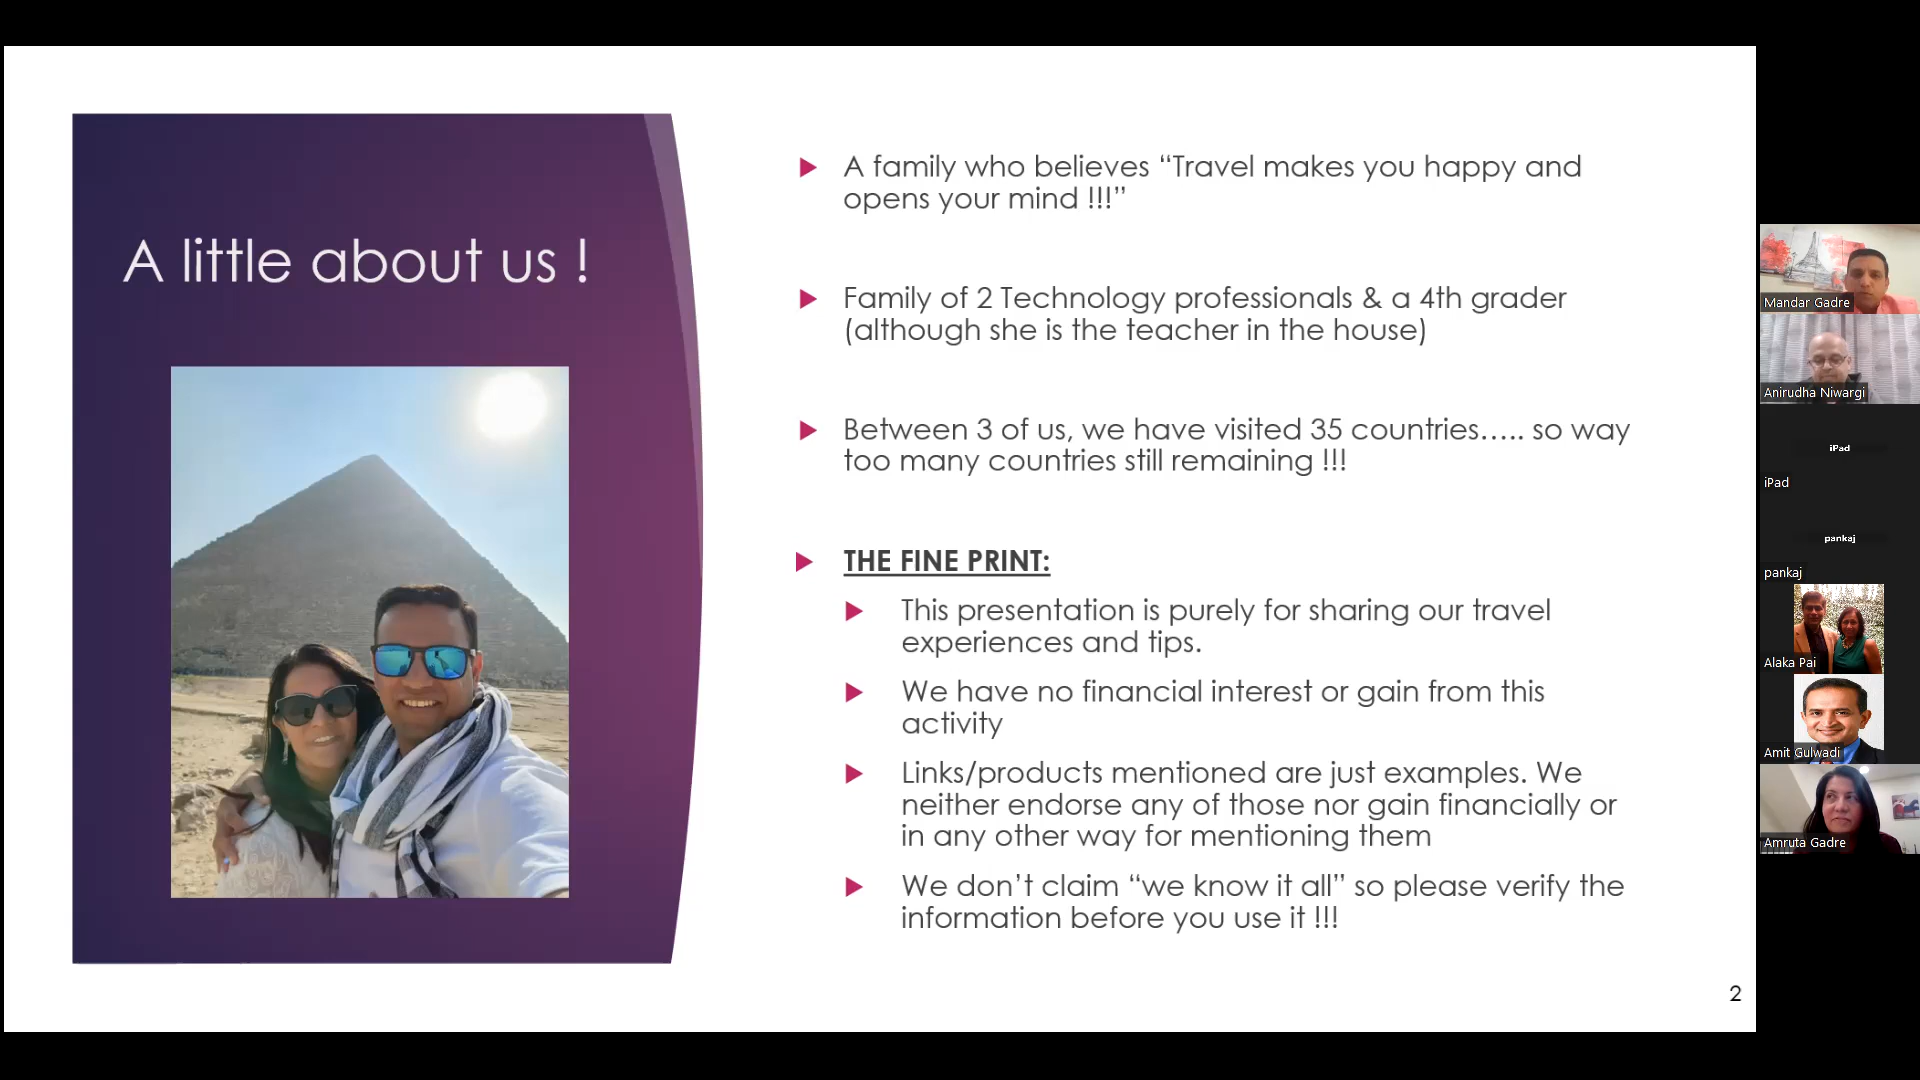 A little about us !
A family who believes “Travel makes you happy and
opens your mind !!!”
Family of 2 Technology professionals & a 4th grader
(although she is the teacher in the house)
Between 3 of us, we have visited 35 countries….. so way
too many countries still remaining !!!
THE FINE PRINT:
This presentation is purely for sharing our travel
experiences and tips.
We have no financial interest or gain from this
activity
Links/products mentioned are just examples. We
neither endorse any of those nor gain financially or
in any other way for mentioning them
We don’t claim “we know it all” so please verify the
information before you use it !!!
2
Mandar Gadre
Anirudha Niwargi
iPad
iPad
pankaj
pankaj
Alaka Pai
Amit Gulwadi
Amruta Gadre